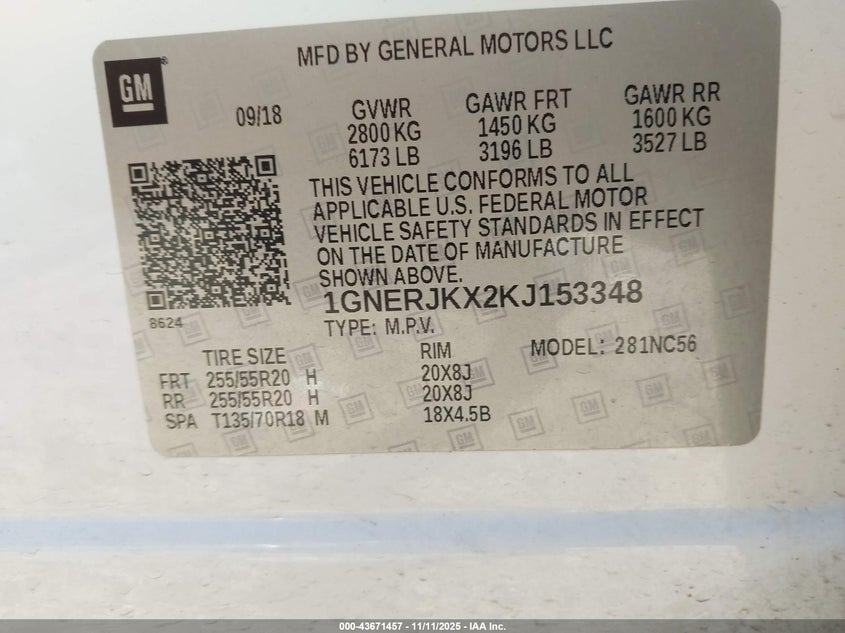 MFD BY GENERAL MOTORS LLC
GM
®
09/18
GVWR GAWR FRT GAWR RR
2800 KG 1450 KG 1600 KG
6173 LB 3196 LB 3527 LB
THIS VEHICLE CONFORMS TO ALL
APPLICABLE U.S. FEDERAL MOTOR
VEHICLE SAFETY STANDARDS IN EFFECT
ON THE DATE OF MANUFACTURE
SHOWN ABOVE.
1GNERJKX2KJ153348
8624
TYPE: M.P.V.
TIRE SIZE RIM MODEL: 281NC56
FRT 255/55R20 H 20X8J
RR 255/55R20 H 20X8J
SPA T135/70R18 M 18X4.5B
000-43671457 - 11/11/2025 - IAA Inc.